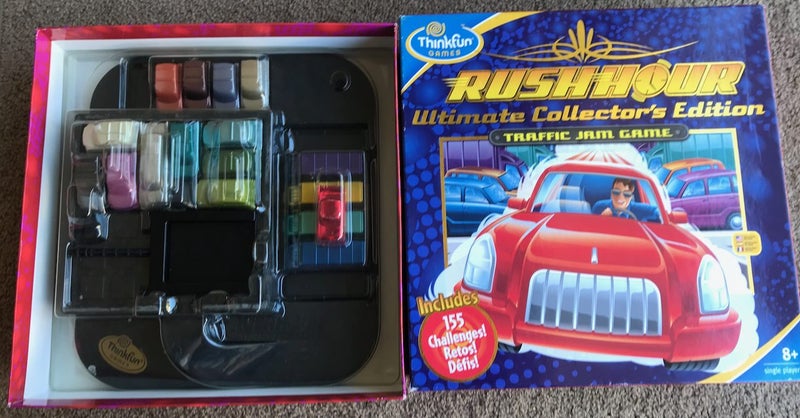 Thinkfun
GAMES
RUSH HOUR
Ultimate Collector's Edition
TRAFFIC JAM GAME
Includes
155
Challenges!
Retos!
Défis!
8+
single player
Thinkfun
GAMES